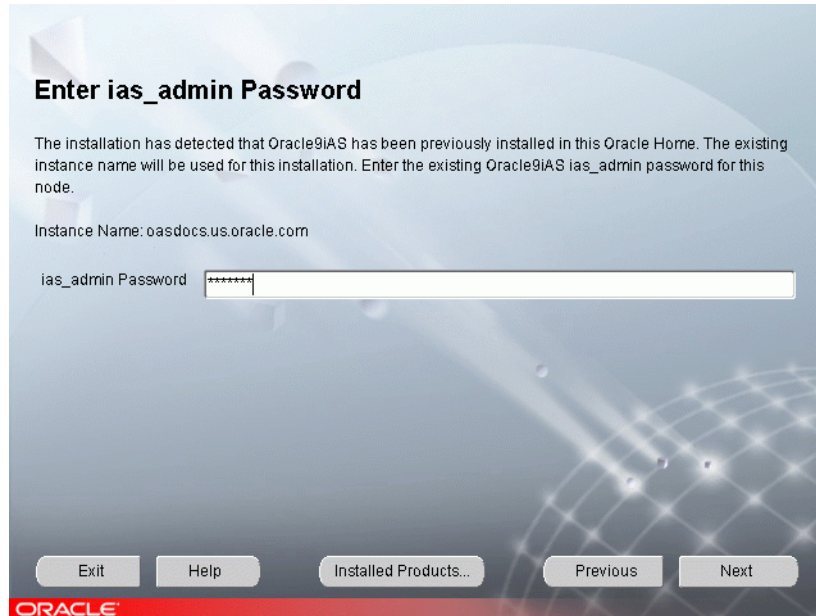 Enter ias_admin Password
The installation has detected that Oracle9iAS has been previously installed in this Oracle Home. The existing
instance name will be used for this installation. Enter the existing Oracle9iAS ias_admin password for this
node.
Instance Name: oasdocs.us.oracle.com
ias_admin Password *******
Exit Help Installed Products... Previous Next
ORACLE